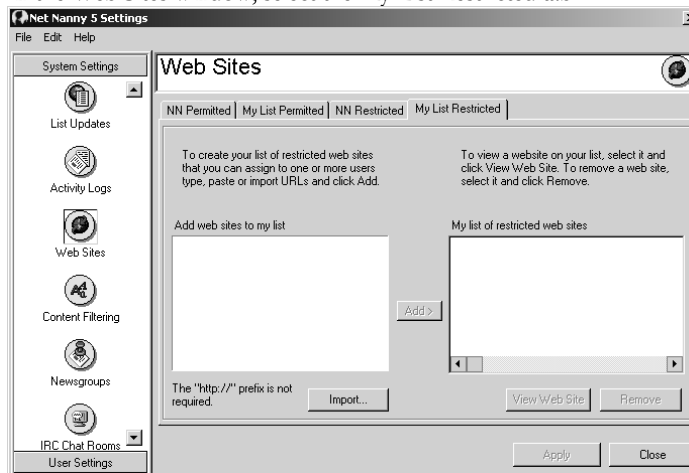 Net Nanny 5 Settings
File Edit Help
System Settings
List Updates
Activity Logs
Web Sites
Content Filtering
Newsgroups
IRC Chat Rooms
User Settings
Web Sites
NN Permitted
My List Permitted
NN Restricted
My List Restricted
To create your list of restricted web sites
that you can assign to one or more users
type, paste or import URLs and click Add.
To view a website on your list, select it and
click View Web Site. To remove a web site,
select it and click Remove.
Add web sites to my list
My list of restricted web sites
Add >
The "http://" prefix is not
required.
Import...
View Web Site
Remove
Apply
Close